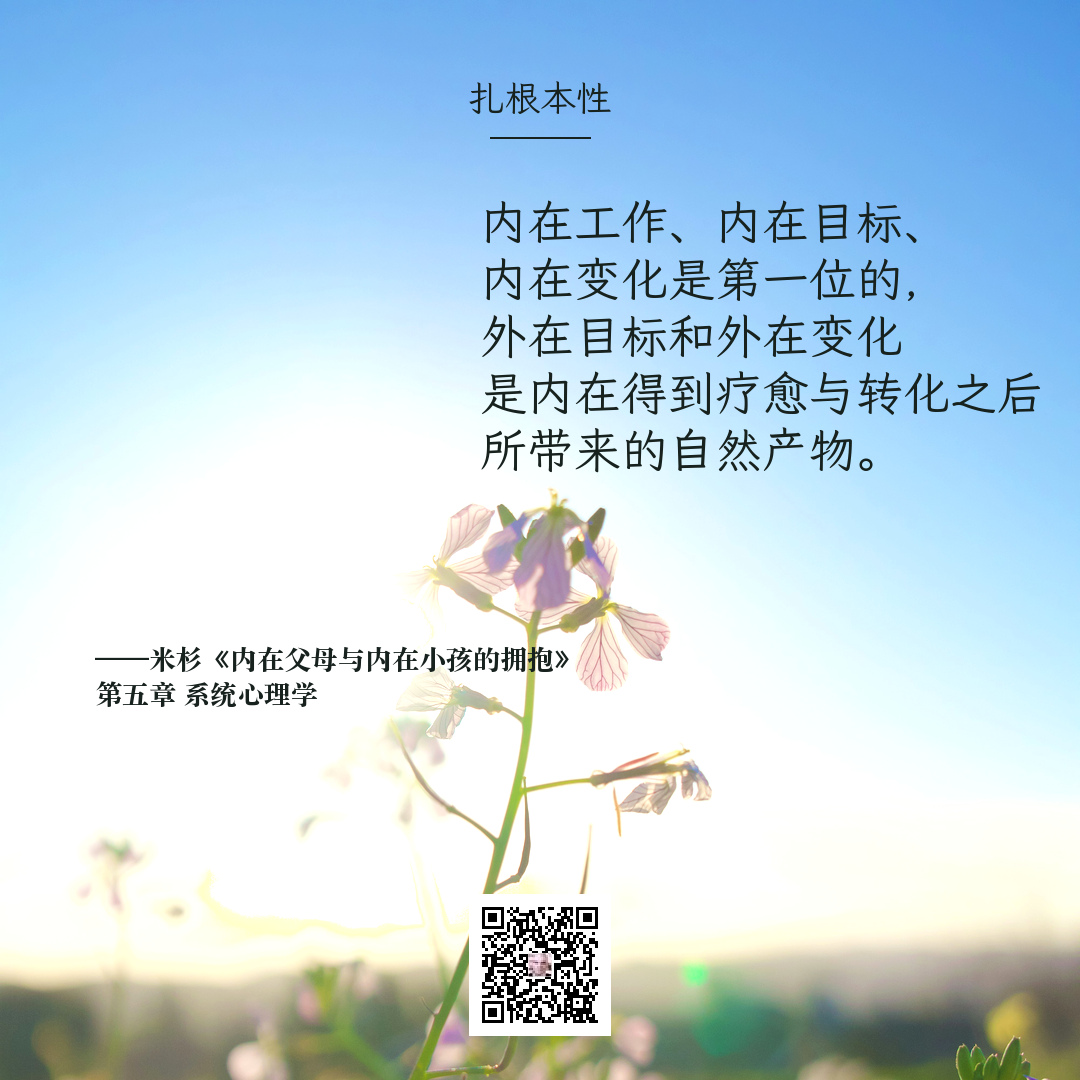 扎根本性
内在工作、内在目标、
内在变化是第一位的,
外在目标和外在变化
是内在得到疗愈与转化之后
所带来的自然产物。
——米杉《内在父母与内在小孩的拥抱》
第五章 系统心理学